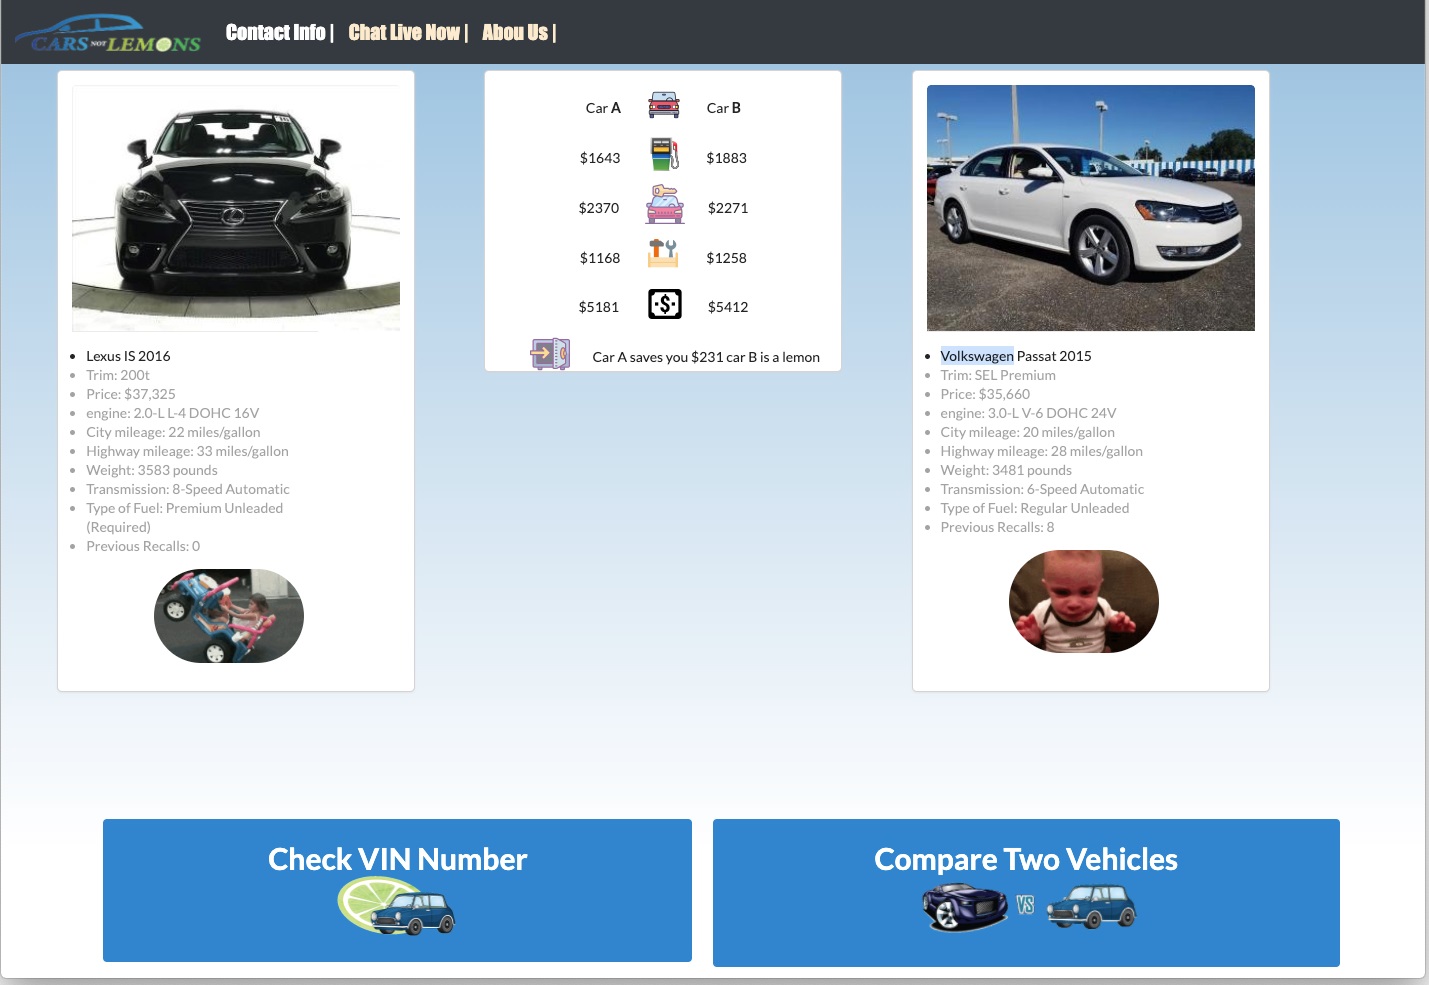 CARS NOT LEMONS
Contact Info | Chat Live Now | Abou Us |
Lexus IS 2016
Trim: 200t
Price: $37,325
engine: 2.0-L L-4 DOHC 16V
City mileage: 22 miles/gallon
Highway mileage: 33 miles/gallon
Weight: 3583 pounds
Transmission: 8-Speed Automatic
Type of Fuel: Premium Unleaded
(Required)
Previous Recalls: 0
Car A Car B
$1643 $1883
$2370 $2271
$1168 $1258
$5181 $ $5412
Car A saves you $231 car B is a lemon
Volkswagen Passat 2015
Trim: SEL Premium
Price: $35,660
engine: 3.0-L V-6 DOHC 24V
City mileage: 20 miles/gallon
Highway mileage: 28 miles/gallon
Weight: 3481 pounds
Transmission: 6-Speed Automatic
Type of Fuel: Regular Unleaded
Previous Recalls: 8
Check VIN Number
Compare Two Vehicles
VS